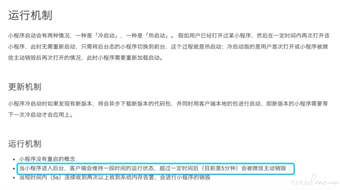 运行机制
小程序启动会有两种情况，一种是「冷启动」，一种是「热启动」。 假如用户已经打开过某小程序，然后在一定时间内再次打开该
小程序，此时无需重新启动，只需将后台态的小程序切换到前台，这个过程就是热启动；冷启动指的是用户首次打开或小程序被微
信主动销毁后再次打开的情况，此时小程序需要重新加载启动。
更新机制
小程序冷启动时如果发现有新版本，将会异步下载新版本的代码包，并同时用客户端本地的包进行启动，即新版本的小程序需要等
下一次冷启动才会应用上。
运行机制
• 小程序没有重启的概念
• 当小程序进入后台，客户端会维持一段时间的运行状态，超过一定时间后（目前是5分钟）会被微信主动销毁
• 当短时间内（5s）连续收到两次以上收到系统内存告警，会进行小程序的销毁